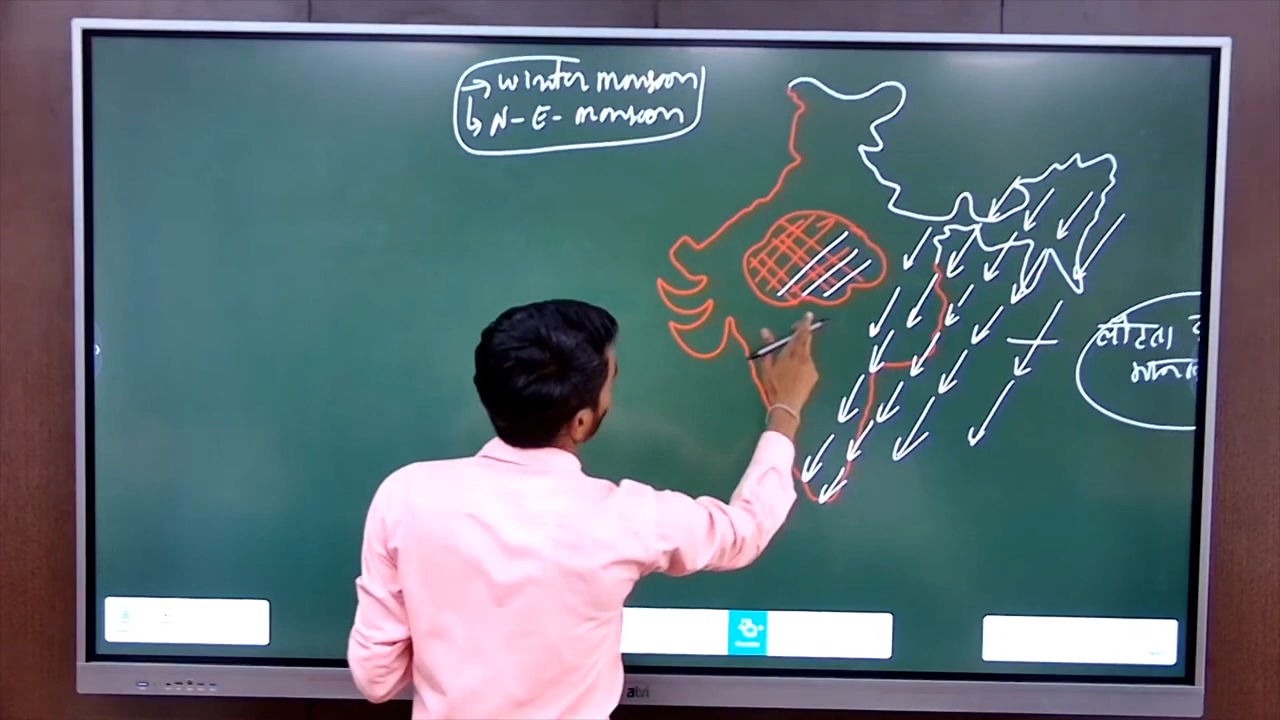 → winter monsoon
↳ N-E- monsoon
लौटता